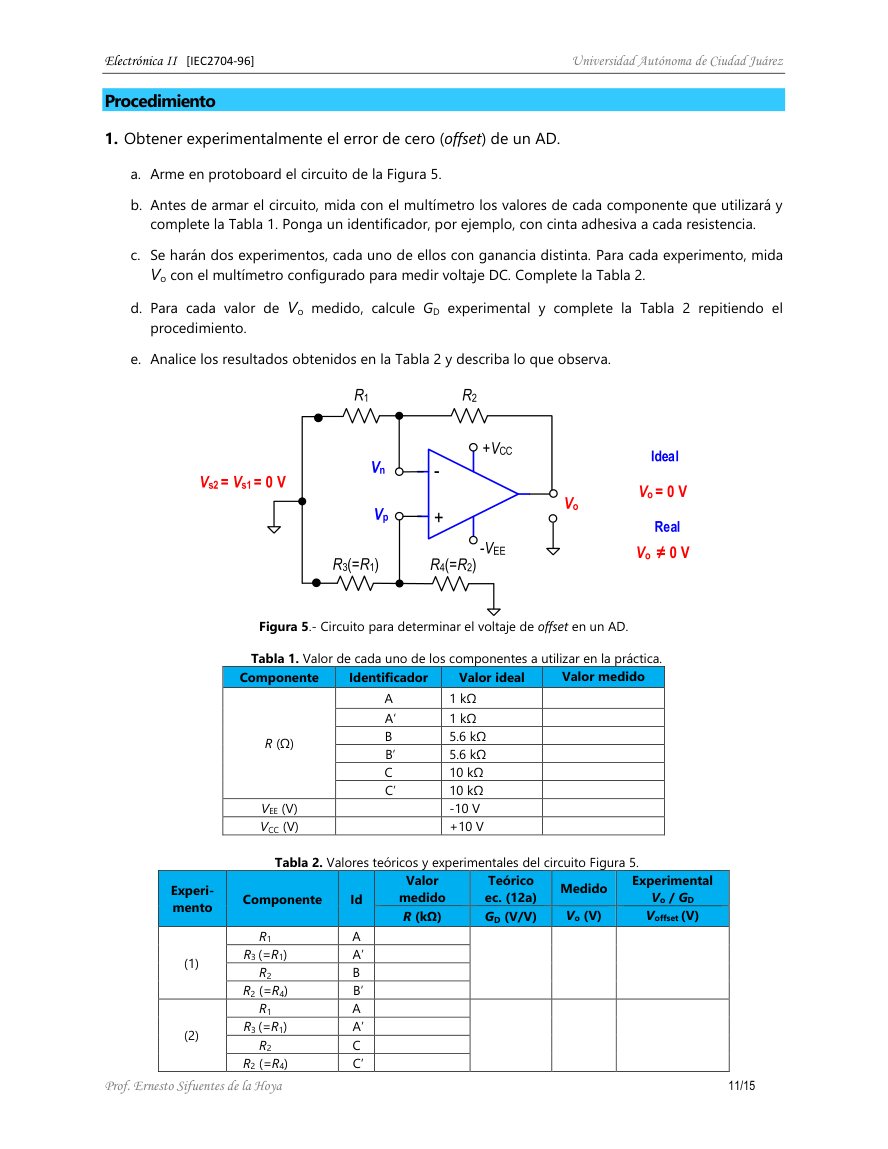 Electrónica II [IEC2704-96] Universidad Autónoma de Ciudad Juárez
Procedimiento
1. Obtener experimentalmente el error de cero (offset) de un AD.
a. Arme en protoboard el circuito de la Figura 5.
b. Antes de armar el circuito, mida con el multímetro los valores de cada componente que utilizará y
complete la Tabla 1. Ponga un identificador, por ejemplo, con cinta adhesiva a cada resistencia.
c. Se harán dos experimentos, cada uno de ellos con ganancia distinta. Para cada experimento, mida
Vo con el multímetro configurado para medir voltaje DC. Complete la Tabla 2.
d. Para cada valor de Vo medido, calcule GD experimental y complete la Tabla 2 repitiendo el
procedimiento.
e. Analice los resultados obtenidos en la Tabla 2 y describa lo que observa.
R1 R2
+VCC
Ideal
Vn -
Vs2 = Vs1 = 0 V
Vo = 0 V
Vo
Vp +
Real
-VEE
Vo ≠ 0 V
R3(=R1) R4(=R2)
Figura 5.- Circuito para determinar el voltaje de offset en un AD.
Tabla 1. Valor de cada uno de los componentes a utilizar en la práctica.
Componente Identificador Valor ideal Valor medido
R (Ω)
A 1 kΩ
A’ 1 kΩ
B 5.6 kΩ
B’ 5.6 kΩ
C 10 kΩ
C’ 10 kΩ
VEE (V) -10 V
VCC (V) +10 V
Tabla 2. Valores teóricos y experimentales del circuito Figura 5.
Experi-
mento
Componente
Id
Valor
medido
R (kΩ)
Teórico
ec. (12a)
GD (V/V)
Medido
Vo (V)
Experimental
Vo / GD
Voffset (V)
(1)
R1 A
R3 (=R1) A’
R2 B
R2 (=R4) B’
(2)
R1 A
R3 (=R1) A’
R2 C
R2 (=R4) C’
Prof. Ernesto Sifuentes de la Hoya 11/15